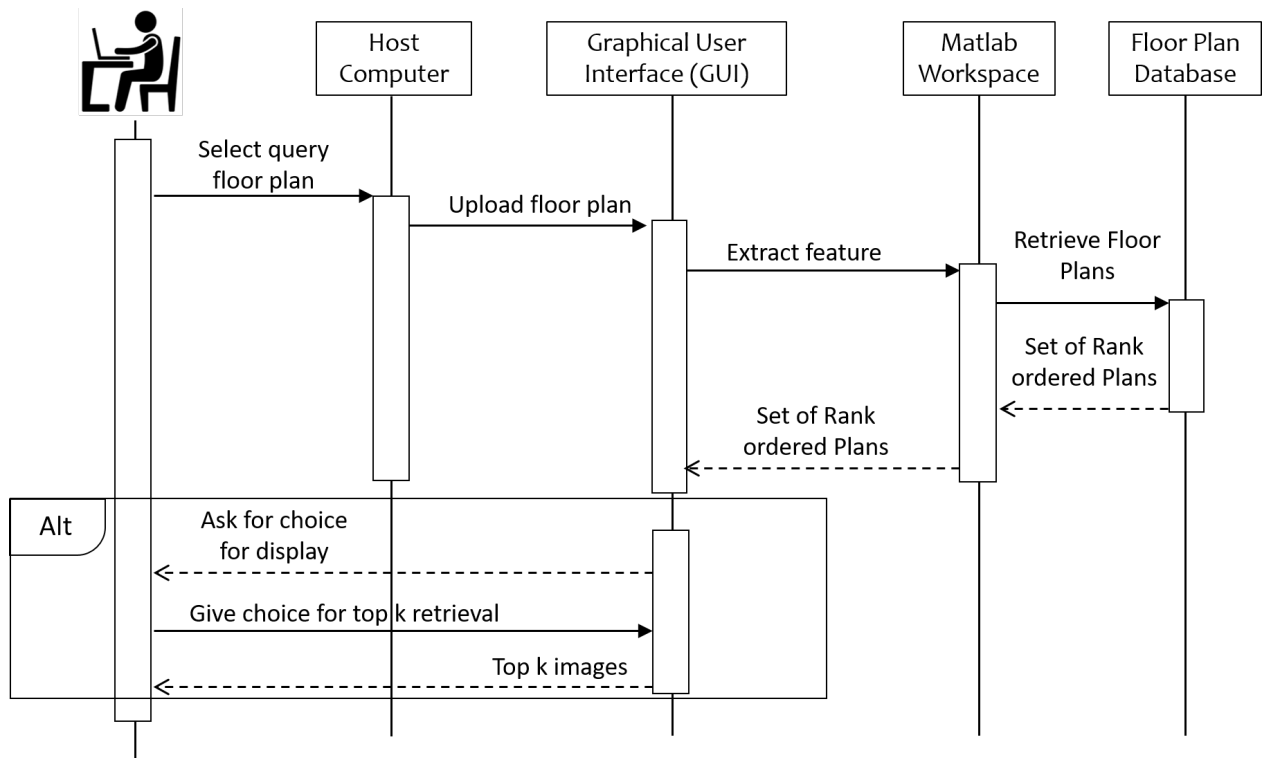 Host
Computer
Graphical User
Interface (GUI)
Matlab
Workspace
Floor Plan
Database
Select query
floor plan
Upload floor plan
Extract feature
Retrieve Floor
Plans
Set of Rank
ordered Plans
Set of Rank
ordered Plans
Alt
Ask for choice
for display
Give choice for top k retrieval
Top k images